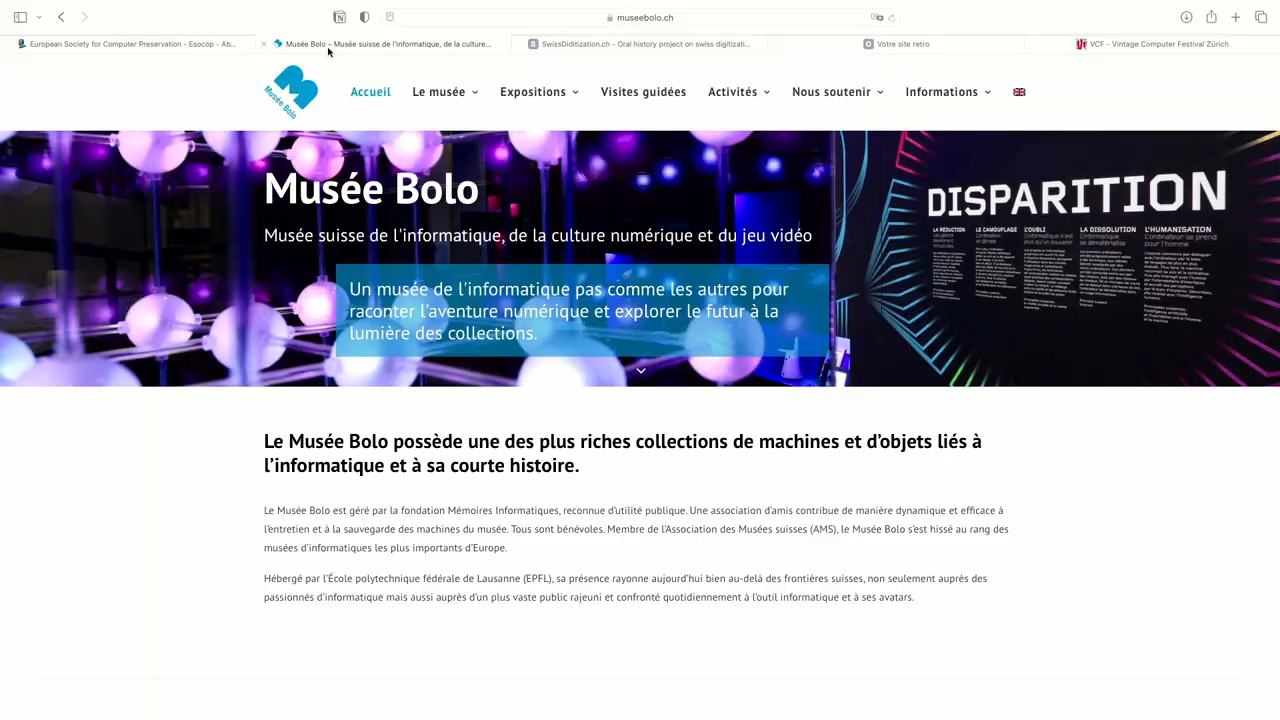 museebolo.ch
European Society for Computer Preservation - Esocop - Ab...
Musée Bolo – Musée suisse de l'informatique, de la culture...
SwissDiditization.ch - Oral history project on swiss digitizati...
Votre site retro
VCF - Vintage Computer Festival Zürich
Musée Bolo
Accueil
Le musée
Expositions
Visites guidées
Activités
Nous soutenir
Informations
Musée Bolo
Musée suisse de l'informatique, de la culture numérique et du jeu vidéo
Un musée de l'informatique pas comme les autres pour
raconter l'aventure numérique et explorer le futur à la
lumière des collections.
DISPARITION
LA RÉDUCTION
LE CAMOUFLAGE
L'OUBLI
LA DISSOLUTION
L'HUMANISATION
L'ordinateur se prend
pour l'homme
Le Musée Bolo possède une des plus riches collections de machines et d'objets liés à
l'informatique et à sa courte histoire.
Le Musée Bolo est géré par la fondation Mémoires Informatiques, reconnue d'utilité publique. Une association d'amis contribue de manière dynamique et efficace à
l'entretien et à la sauvegarde des machines du musée. Tous sont bénévoles. Membre de l'Association des Musées suisses (AMS), le Musée Bolo s'est hissé au rang des
musées d'informatiques les plus importants d'Europe.
Hébergé par l'École polytechnique fédérale de Lausanne (EPFL), sa présence rayonne aujourd'hui bien au-delà des frontières suisses, non seulement auprès des
passionnés d'informatique mais aussi auprès d'un plus vaste public rajeuni et confronté quotidiennement à l'outil informatique et à ses avatars.